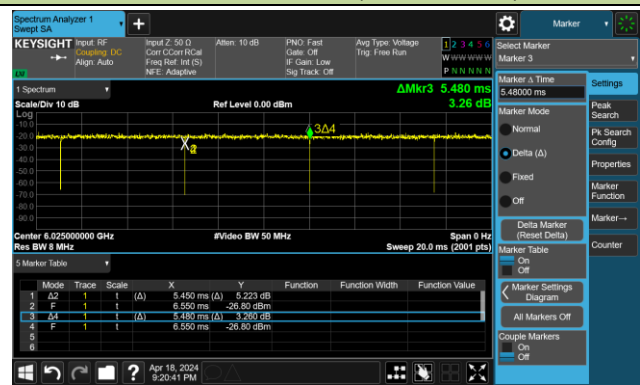 Spectrum Analyzer 1
Swept SA
Marker
KEYSIGHT
Input: RF
Coupling: DC
Align: Auto
Input Z: 50 Ω
Corr CCorr RCal
Freq Ref: Int (S)
NFE: Adaptive
Atten: 10 dB
PNO: Fast
Gate: Off
IF Gain: Low
Sig Track: Off
Avg Type: Voltage
Trig: Free Run
1 2 3 4 5 6
W W W W W W
P N N N N N
LXI
Select Marker
Marker 3
1 Spectrum
ΔMkr3 5.480 ms
3.26 dB
Scale/Div 10 dB
Ref Level 0.00 dBm
Log
-10.0
-20.0
-30.0
-40.0
-50.0
-60.0
-70.0
-80.0
-90.0
3Δ4
Center 6.025000000 GHz
#Video BW 50 MHz
Span 0 Hz
Res BW 8 MHz
Sweep 20.0 ms (2001 pts)
5 Marker Table
Mode Trace Scale X Y Function Function Width Function Value
1 Δ2 1 t (Δ) 5.450 ms (Δ) 5.223 dB
2 F 1 t 6.550 ms -26.80 dBm
3 Δ4 1 t (Δ) 5.480 ms (Δ) 3.260 dB
4 F 1 t 6.550 ms -26.80 dBm
5
6
Marker Δ Time
5.48000 ms
Marker Mode
Normal
Delta (Δ)
Fixed
Off
Delta Marker
(Reset Delta)
Marker Table
On
Off
Marker Settings
Diagram
All Markers Off
Couple Markers
On
Off
Settings
Peak
Search
Pk Search
Config
Properties
Marker
Function
Marker→
Counter
Apr 18, 2024
9:20:41 PM